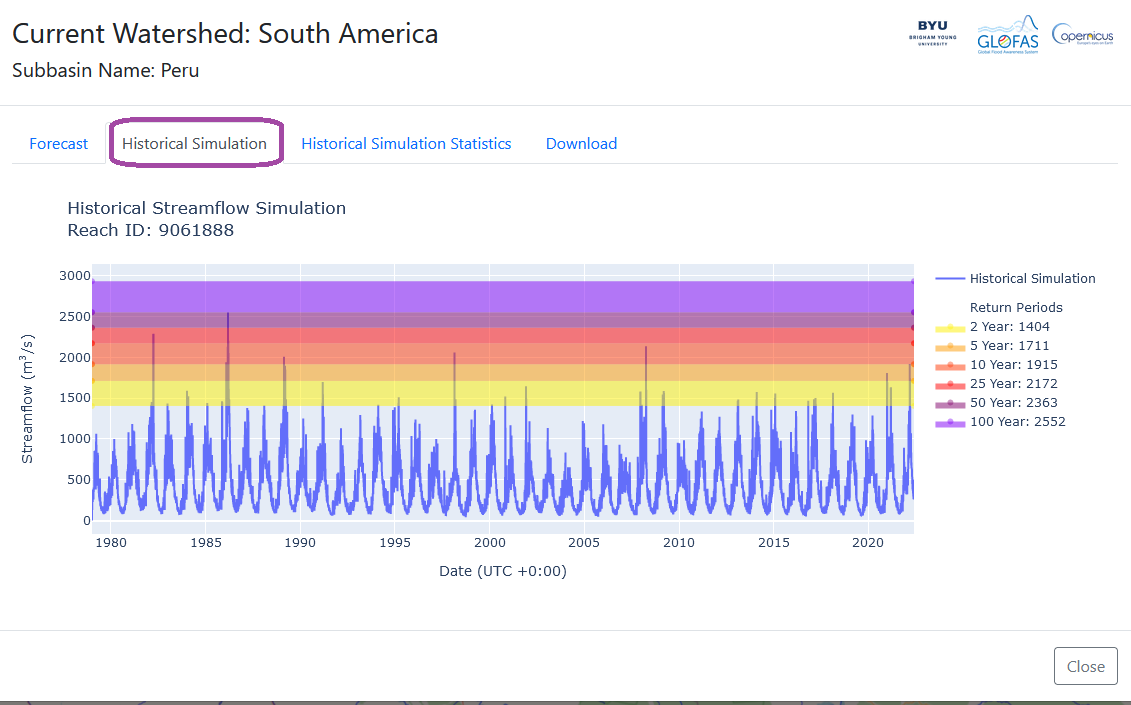 Current Watershed: South America
Subbasin Name: Peru
BYU
BRIGHAM YOUNG
UNIVERSITY
GLOFAS
Global Flood Awareness System
Copernicus
Europe's eyes on Earth
Forecast
Historical Simulation
Historical Simulation Statistics
Download
Historical Streamflow Simulation
Reach ID: 9061888
3000
2500
2000
1500
1000
500
0
Streamflow (m³/s)
1980
1985
1990
1995
2000
2005
2010
2015
2020
Date (UTC +0:00)
Historical Simulation
Return Periods
2 Year: 1404
5 Year: 1711
10 Year: 1915
25 Year: 2172
50 Year: 2363
100 Year: 2552
Close